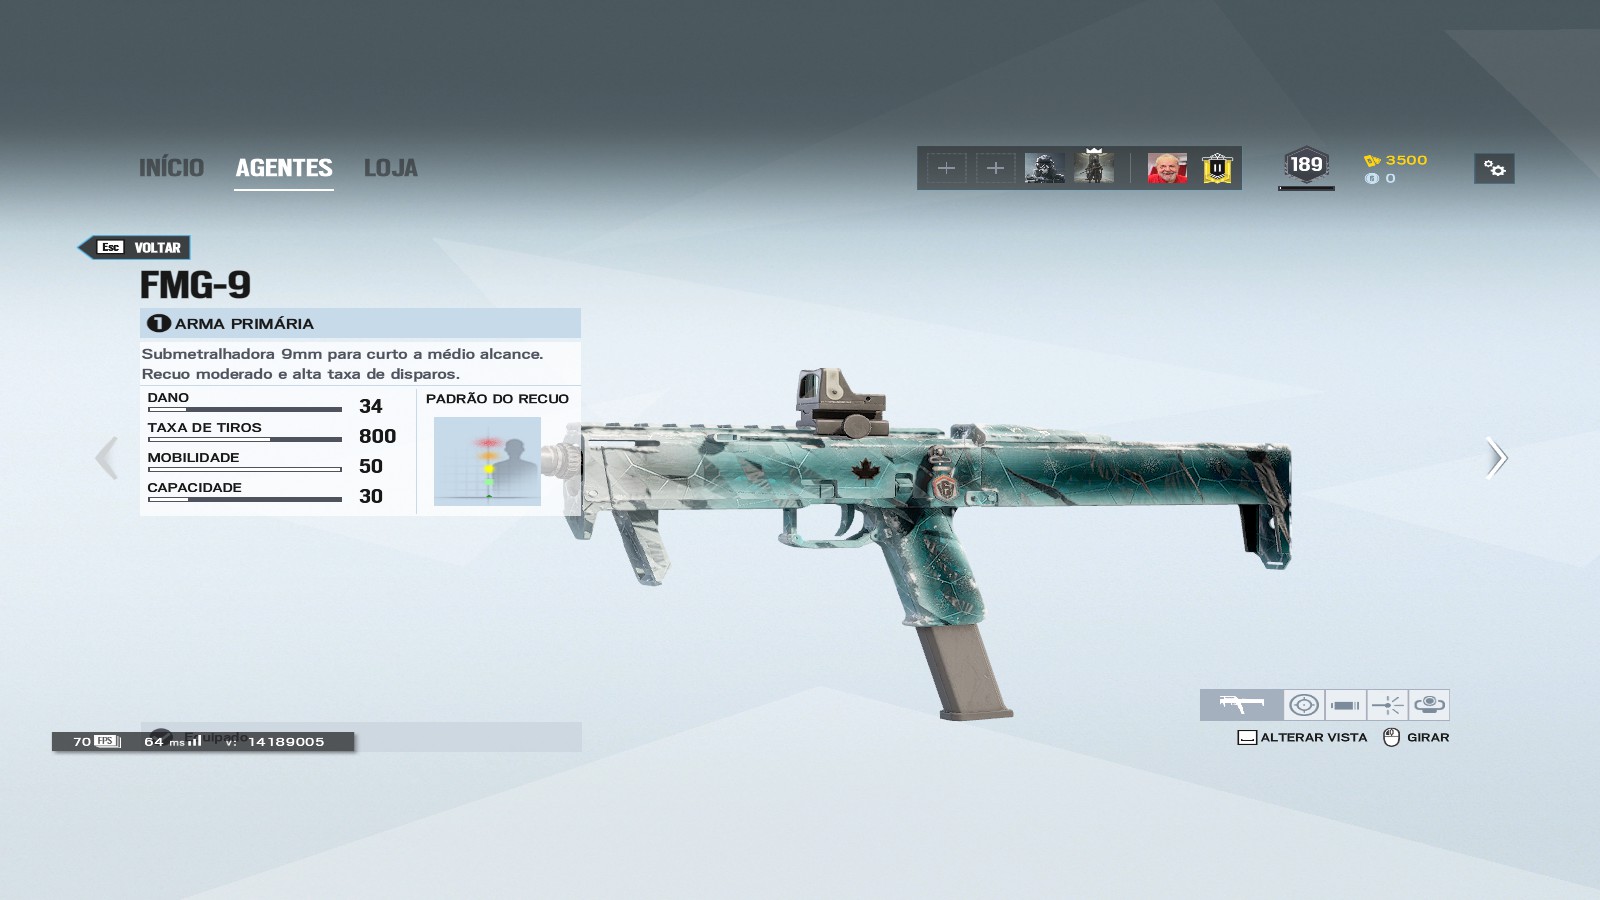 INÍCIO AGENTES LOJA
189
3500
0
Esc VOLTAR
FMG-9
1 ARMA PRIMÁRIA
Submetralhadora 9mm para curto a médio alcance.
Recuo moderado e alta taxa de disparos.
DANO 34
TAXA DE TIROS 800
MOBILIDADE 50
CAPACIDADE 30
PADRÃO DO RECUO
Equipado
70 FPS 64 ms v: 14189005
ALTERAR VISTA GIRAR